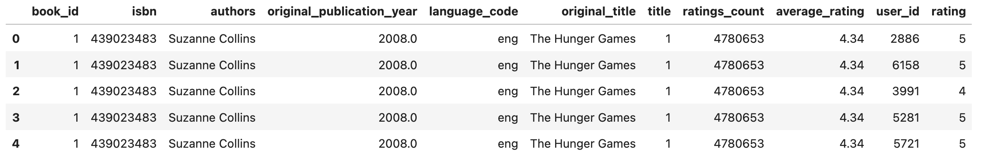 book_id isbn authors original_publication_year language_code original_title title ratings_count average_rating user_id rating
0 1 439023483 Suzanne Collins 2008.0 eng The Hunger Games 1 4780653 4.34 2886 5
1 1 439023483 Suzanne Collins 2008.0 eng The Hunger Games 1 4780653 4.34 6158 5
2 1 439023483 Suzanne Collins 2008.0 eng The Hunger Games 1 4780653 4.34 3991 4
3 1 439023483 Suzanne Collins 2008.0 eng The Hunger Games 1 4780653 4.34 5281 5
4 1 439023483 Suzanne Collins 2008.0 eng The Hunger Games 1 4780653 4.34 5721 5